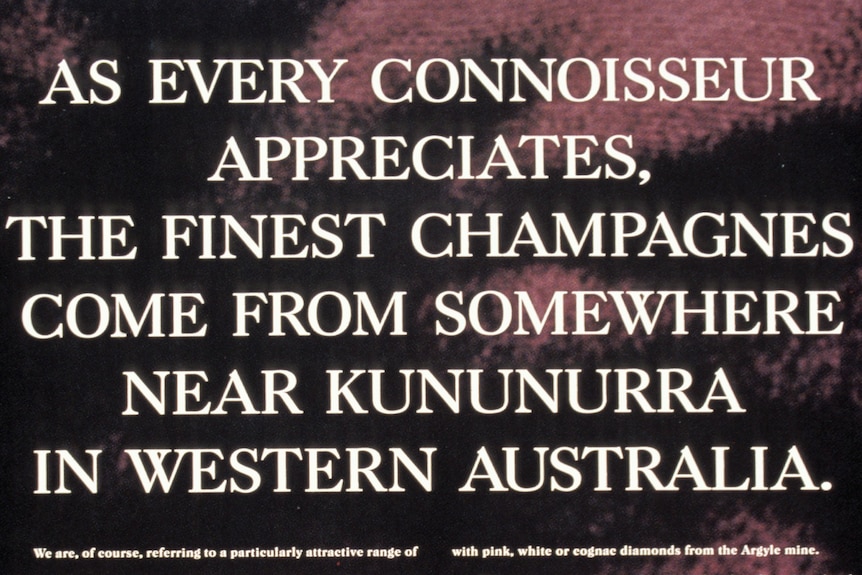 AS EVERY CONNOISSEUR
APPRECIATES,
THE FINEST CHAMPAGNES
COME FROM SOMEWHERE
NEAR KUNUNURRA
IN WESTERN AUSTRALIA.
We are, of course, referring to a particularly attractive range of with pink, white or cognac diamonds from the Argyle mine.